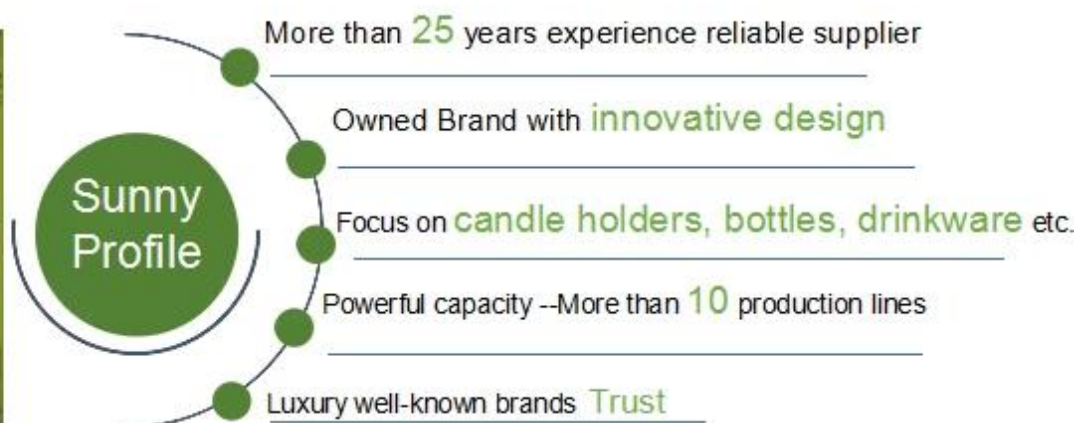 Sunny
Profile
More than 25 years experience reliable supplier
Owned Brand with innovative design
Focus on candle holders, bottles, drinkware etc.
Powerful capacity --More than 10 production lines
Luxury well-known brands Trust